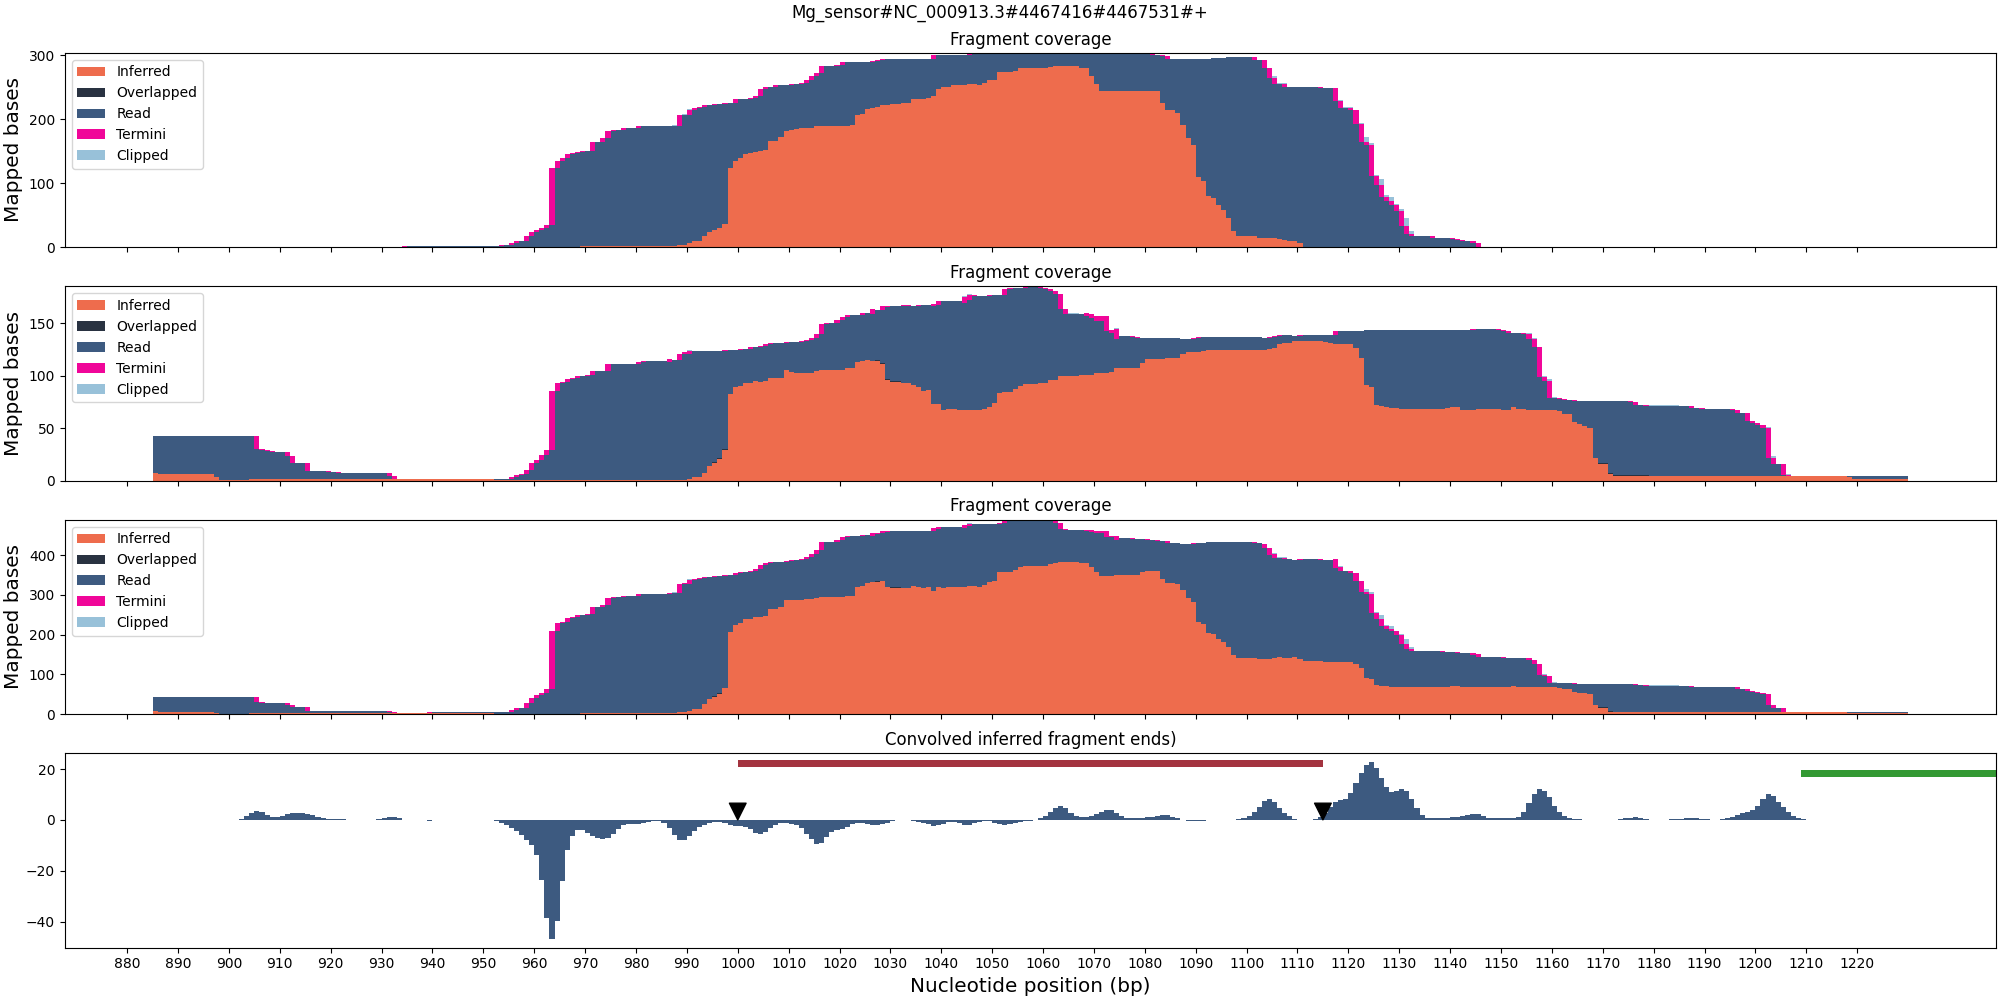 Mg_sensor#NC_000913.3#4467416#4467531#+
Fragment coverage
300
200
100
0
Mapped bases
Inferred
Overlapped
Read
Termini
Clipped
Fragment coverage
150
100
50
0
Mapped bases
Inferred
Overlapped
Read
Termini
Clipped
Fragment coverage
400
300
200
100
0
Mapped bases
Inferred
Overlapped
Read
Termini
Clipped
Convolved inferred fragment ends)
20
0
−20
−40
880 890 900 910 920 930 940 950 960 970 980 990 1000 1010 1020 1030 1040 1050 1060 1070 1080 1090 1100 1110 1120 1130 1140 1150 1160 1170 1180 1190 1200 1210 1220
Nucleotide position (bp)